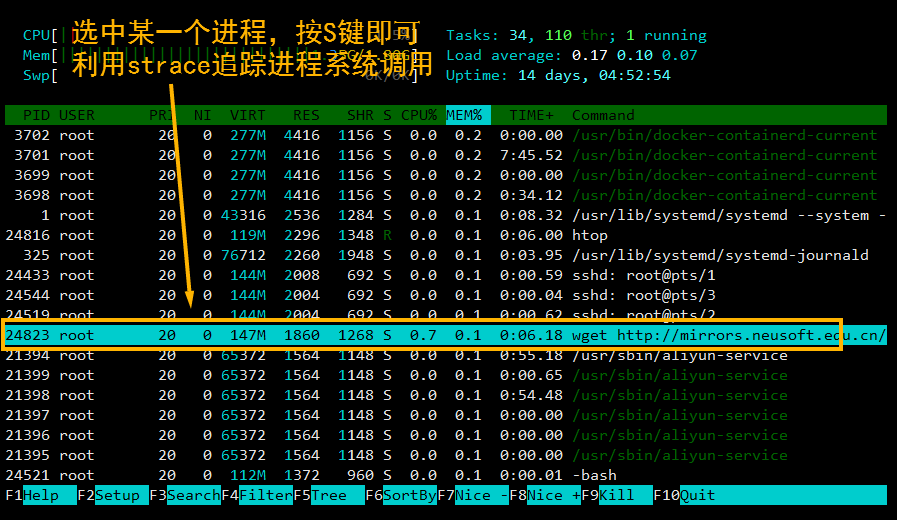 选中某一个进程，按S键即可
利用strace追踪进程系统调用
CPU[
Mem[
Swp[
Tasks: 34, 110 thr; 1 running
Load average: 0.17 0.10 0.07
Uptime: 14 days, 04:52:54
PID USER PRI NI VIRT RES SHR S CPU% MEM% TIME+ Command
3702 root 20 0 277M 4416 1156 S 0.0 0.2 0:00.00 /usr/bin/docker-containerd-current
3701 root 20 0 277M 4416 1156 S 0.0 0.2 7:45.52 /usr/bin/docker-containerd-current
3699 root 20 0 277M 4416 1156 S 0.0 0.2 0:00.00 /usr/bin/docker-containerd-current
3698 root 20 0 277M 4416 1156 S 0.0 0.2 0:34.12 /usr/bin/docker-containerd-current
1 root 20 0 43316 2536 1284 S 0.0 0.1 0:08.32 /usr/lib/systemd/systemd --system -
24816 root 20 0 119M 2296 1348 R 0.0 0.1 0:06.00 htop
325 root 20 0 76712 2260 1948 S 0.0 0.1 0:03.95 /usr/lib/systemd/systemd-journald
24433 root 20 0 144M 2008 692 S 0.0 0.1 0:00.59 sshd: root@pts/1
24544 root 20 0 144M 2004 692 S 0.0 0.1 0:00.04 sshd: root@pts/3
24519 root 20 0 144M 2004 692 S 0.0 0.1 0:00.62 sshd: root@pts/2
24823 root 20 0 147M 1860 1268 S 0.7 0.1 0:06.18 wget http://mirrors.neusoft.edu.cn/
21394 root 20 0 65372 1564 1148 S 0.0 0.1 0:55.18 /usr/sbin/aliyun-service
21399 root 20 0 65372 1564 1148 S 0.0 0.1 0:00.65 /usr/sbin/aliyun-service
21398 root 20 0 65372 1564 1148 S 0.0 0.1 0:54.48 /usr/sbin/aliyun-service
21397 root 20 0 65372 1564 1148 S 0.0 0.1 0:00.00 /usr/sbin/aliyun-service
21396 root 20 0 65372 1564 1148 S 0.0 0.1 0:00.00 /usr/sbin/aliyun-service
21395 root 20 0 65372 1564 1148 S 0.0 0.1 0:00.00 /usr/sbin/aliyun-service
24521 root 20 0 112M 1372 960 S 0.0 0.1 0:00.01 -bash
F1Help F2Setup F3SearchF4FilterF5Tree F6SortByF7Nice -F8Nice +F9Kill F10Quit